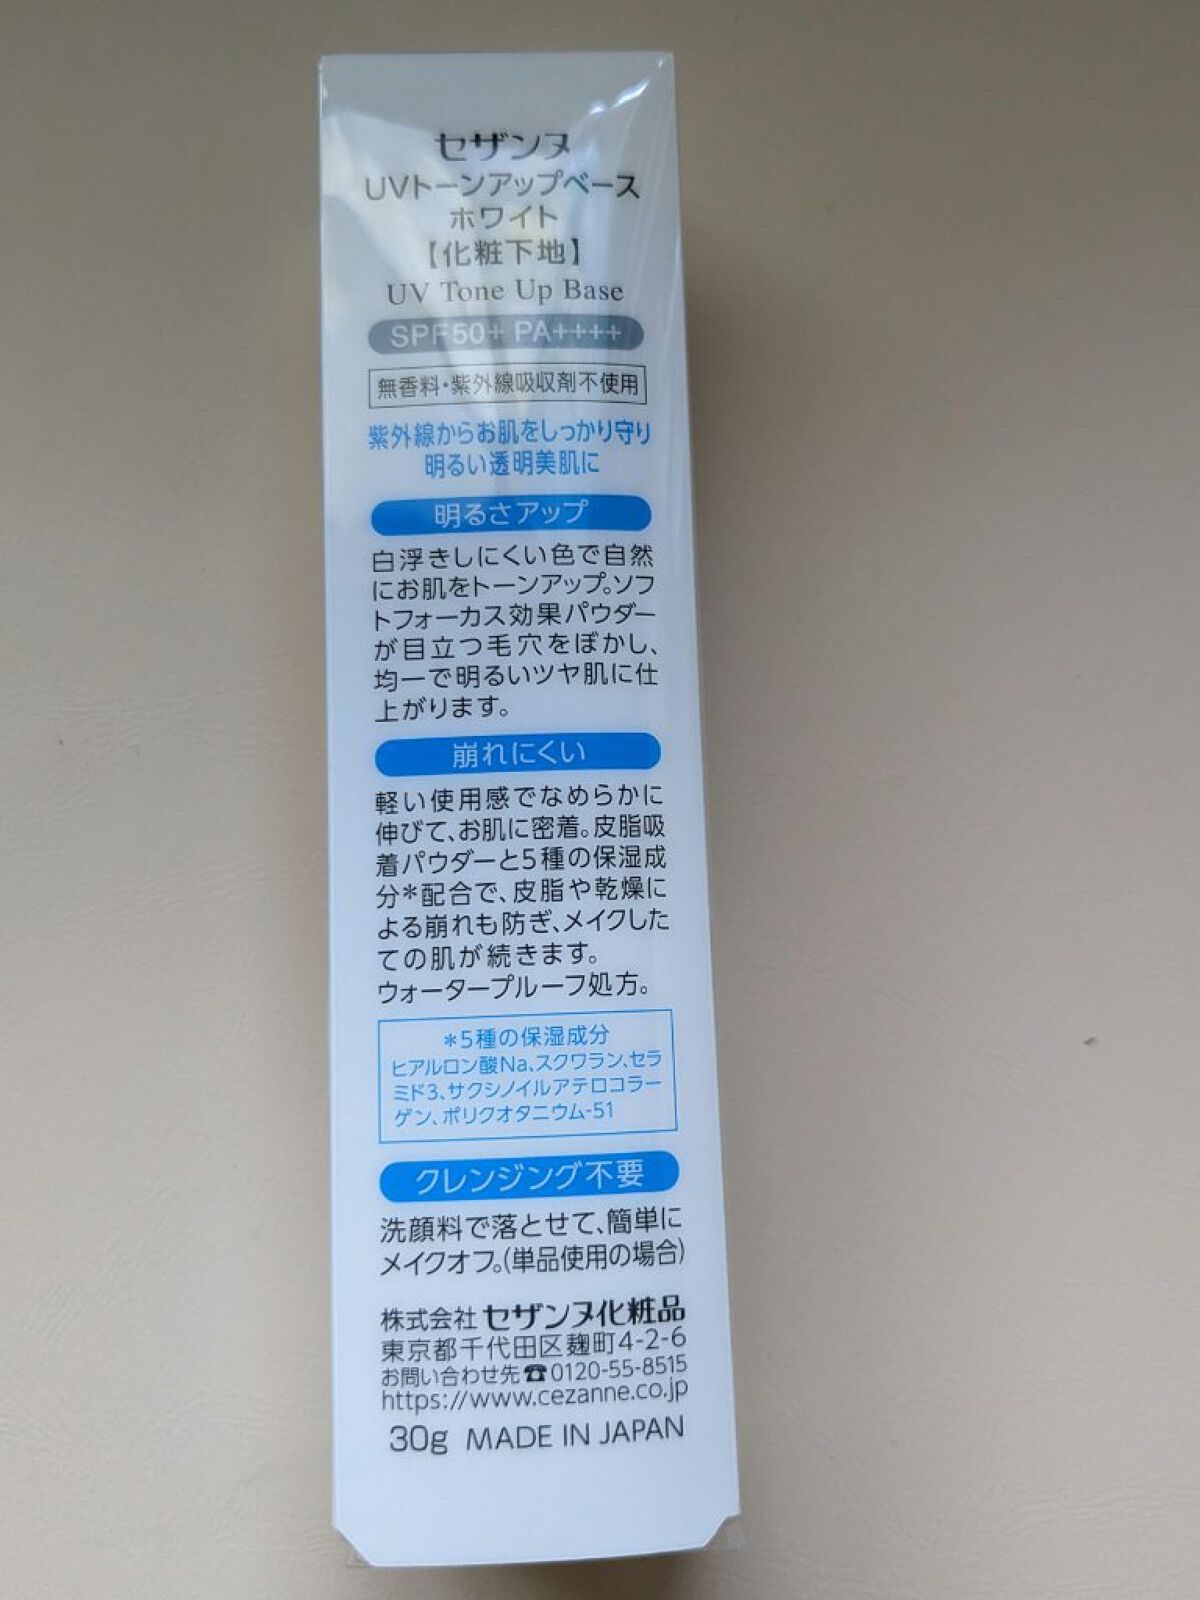 セザンヌ
UVトーンアップベース
ホワイト
【化粧下地】
UV Tone Up Base
SPF50+ PA++++
無香料・紫外線吸収剤不使用
紫外線からお肌をしっかり守り
明るい透明美肌に
明るさアップ
白浮きしにくい色で自然
にお肌をトーンアップ。ソフ
トフォーカス効果パウダー
が目立つ毛穴をぼかし、
均一で明るいツヤ肌に仕
上がります。
崩れにくい
軽い使用感でなめらかに
伸びて、お肌に密着。皮脂吸
着パウダーと5種の保湿成
分*配合で、皮脂や乾燥に
よる崩れも防ぎ、メイクした
ての肌が続きます。
ウォータープルーフ処方。
*5種の保湿成分
ヒアルロン酸Na、スクワラン、セラ
ミド3、サクシノイルアテロコラー
ゲン、ポリクオタニウム-51
クレンジング不要
洗顔料で落とせて、簡単に
メイクオフ。(単品使用の場合)
株式会社 セザンヌ化粧品
東京都千代田区麹町4-2-6
お問い合わせ先☎0120-55-8515
https://www.cezanne.co.jp
30g MADE IN JAPAN